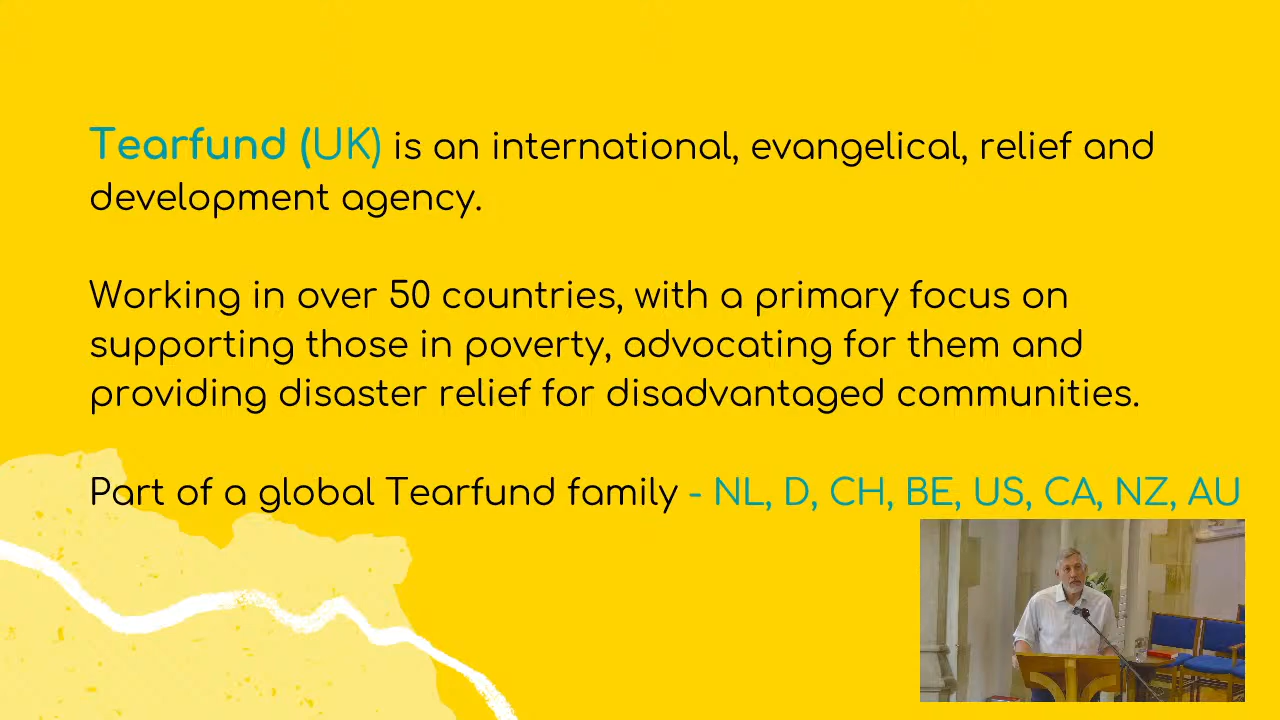 Tearfund (UK) is an international, evangelical, relief and
development agency.
Working in over 50 countries, with a primary focus on
supporting those in poverty, advocating for them and
providing disaster relief for disadvantaged communities.
Part of a global Tearfund family - NL, D, CH, BE, US, CA, NZ, AU